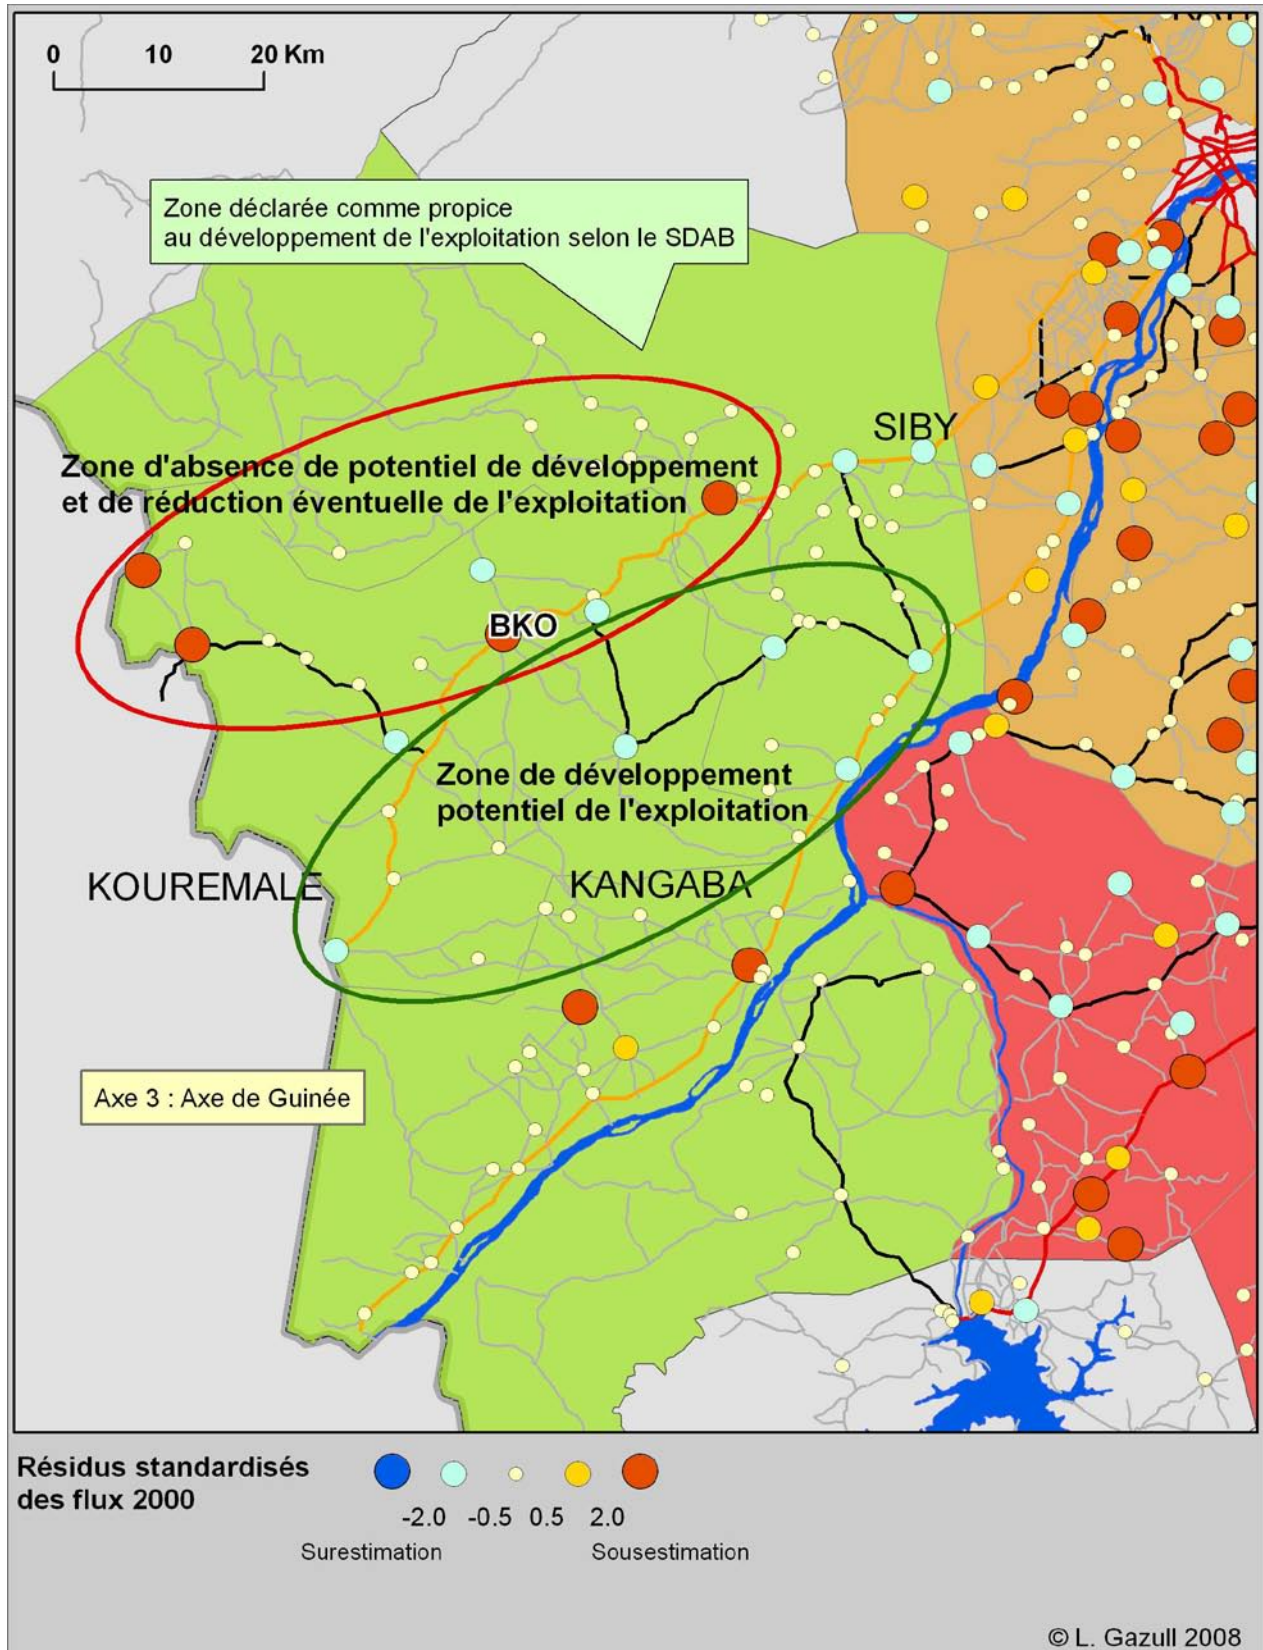 0 10 20 Km
Zone déclarée comme propice
au développement de l'exploitation selon le SDAB
SIBY
Zone d'absence de potentiel de développement
et de réduction éventuelle de l'exploitation
BKO
Zone de développement
potentiel de l'exploitation
KOUREMALE
KANGABA
Axe 3 : Axe de Guinée
Résidus standardisés
des flux 2000
-2.0 -0.5 0.5 2.0
Surestimation Sousestimation
© L. Gazull 2008